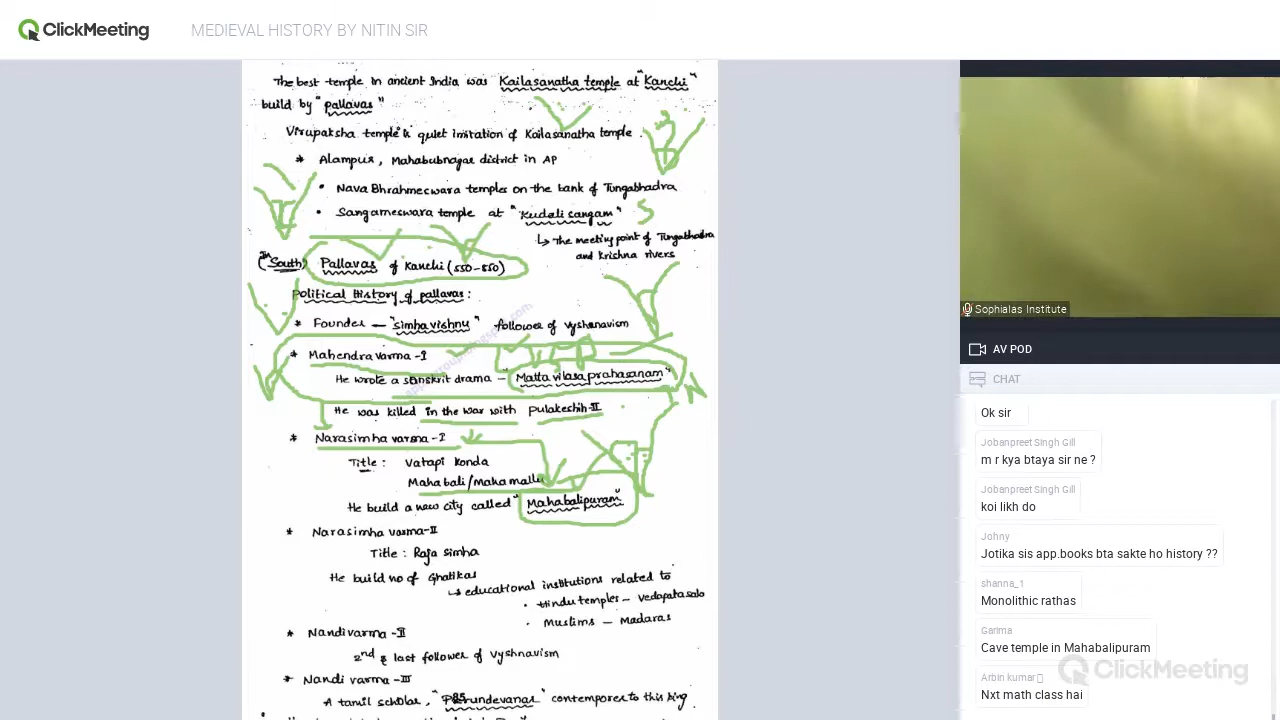 ClickMeeting
MEDIEVAL HISTORY BY NITIN SIR
The best temple in ancient India was Kailasanatha temple at "Kanchi"
build by "pallavas"
Virupaksha temple is quiet imitation of Kailasanatha temple.
* Alampur, Mahabubnagar district in AP
• Nava Bhrahmeswara temples on the bank of Tungabhadra
• Sangameswara temple at "Kudali sangam"
↳ The meeting point of Tungabhadra
and Krishna rivers
(In South) Pallavas of Kanchi (550-850)
Political History of pallavas:
* Founder — "simhavishnu" follower of vyshnavism
* Mahendra varma-I
He wrote a sanskrit drama - "Matta vilasa prahasanam"
He was killed in the war with pulakeshin-II
* Narasimha varma-I
Title: Vatapi konda
Mahabali/Maha malla
He build a new city called "Mahabalipuram"
* Narasimha varma-II
Title: Raja simha
He build no of Ghatikas
↳ educational institutions related to
• Hindu temples - vedapatasala
• Muslims - Madaras
* Nandivarma-II
2nd & last follower of Vyshnavism
* Nandi varma-III
A tamil scholar, "Perundevanar" contempores to this king
85
Sophialas Institute
AV POD
CHAT
Ok sir
Jobanpreet Singh Gill
m r kya btaya sir ne ?
Jobanpreet Singh Gill
koi likh do
Johny
Jotika sis app.books bta sakte ho history ??
shanna_1
Monolithic rathas
Garima
Cave temple in Mahabalipuram
Arbin kumar
Nxt math class hai
ClickMeeting